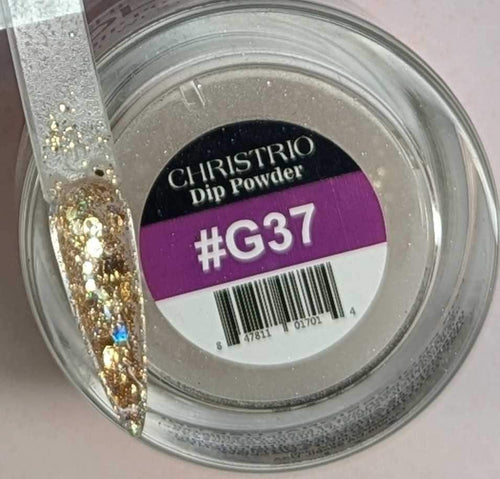 CHRISTRIO
Dip Powder
#G37
8 47811 01701 4